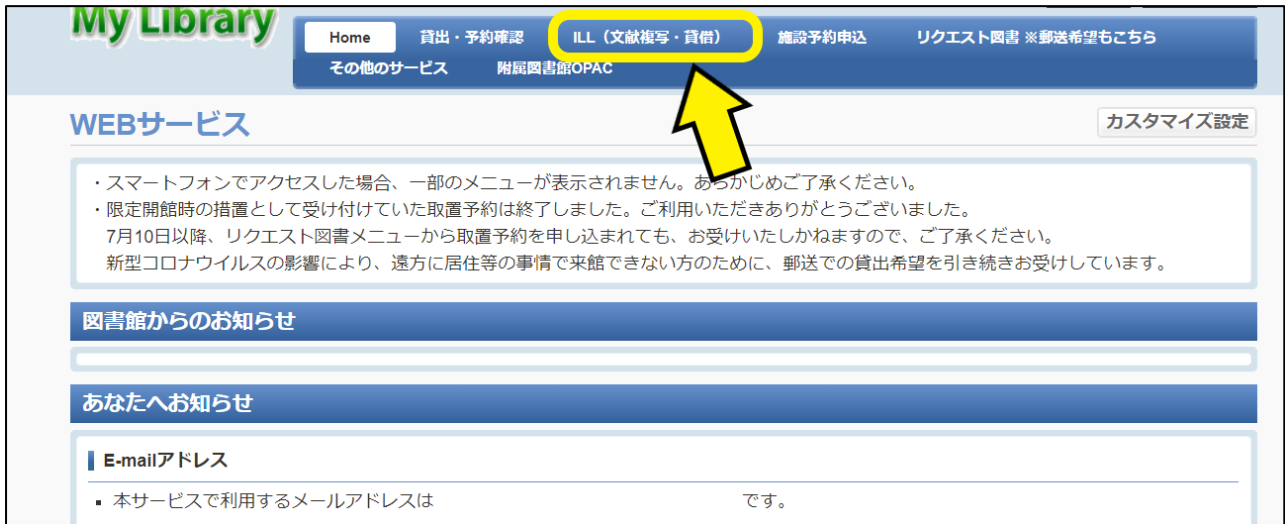 My Library
Home 貸出・予約確認 ILL（文献複写・貸借） 施設予約申込 リクエスト図書 ※郵送希望もこちら
その他のサービス 附属図書館OPAC
WEBサービス
カスタマイズ設定
・スマートフォンでアクセスした場合、一部のメニューが表示されません。あらかじめご了承ください。
・限定開館時の措置として受け付けていた取置予約は終了しました。ご利用いただきありがとうございました。
7月10日以降、リクエスト図書メニューから取置予約を申し込まれても、お受けいたしかねますので、ご了承ください。
新型コロナウイルスの影響により、遠方に居住等の事情で来館できない方のために、郵送での貸出希望を引き続きお受けしています。
図書館からのお知らせ
あなたへお知らせ
E-mailアドレス
▪ 本サービスで利用するメールアドレスは です。